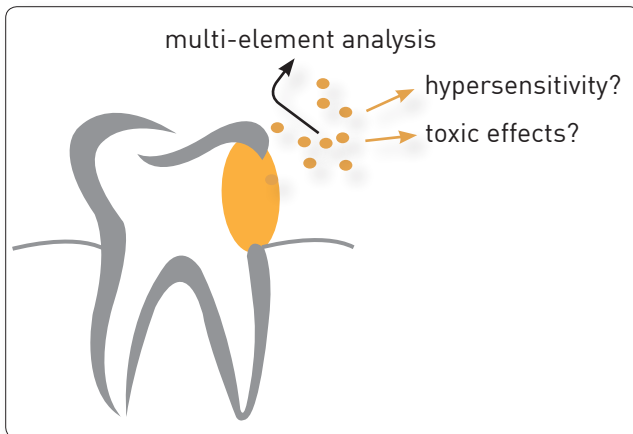 multi-element analysis
hypersensitivity?
toxic effects?